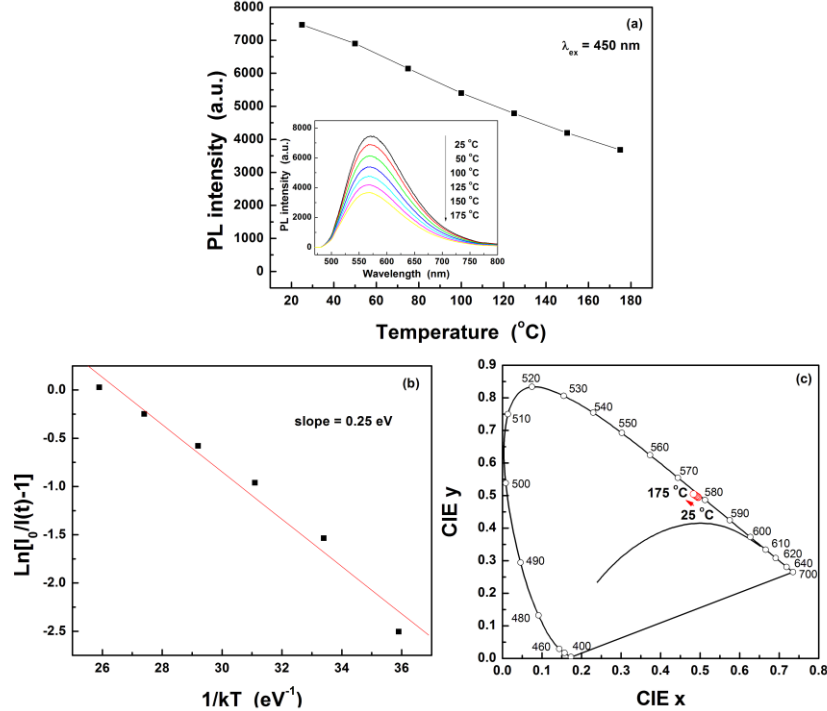 (a)
λex = 450 nm
PL intensity (a.u.)
8000
7000
6000
5000
4000
3000
2000
1000
0
20 40 60 80 100 120 140 160 180
Temperature (°C)
PL intensity (a.u.)
8000
6000
4000
2000
0
500 550 600 650 700 750 800
Wavelength (nm)
25 °C
50 °C
75 °C
100 °C
125 °C
150 °C
175 °C
(b)
slope = 0.25 eV
Ln[I0/I(t)-1]
0.0
-0.5
-1.0
-1.5
-2.0
-2.5
26 28 30 32 34 36
1/kT (eV-1)
(c)
CIE y
0.9
0.8
0.7
0.6
0.5
0.4
0.3
0.2
0.1
0.0
0.0 0.1 0.2 0.3 0.4 0.5 0.6 0.7 0.8
CIE x
520
530
510
540
550
560
570
500
580
175 °C
25 °C
590
600
610
490
620
640
700
480
460
400